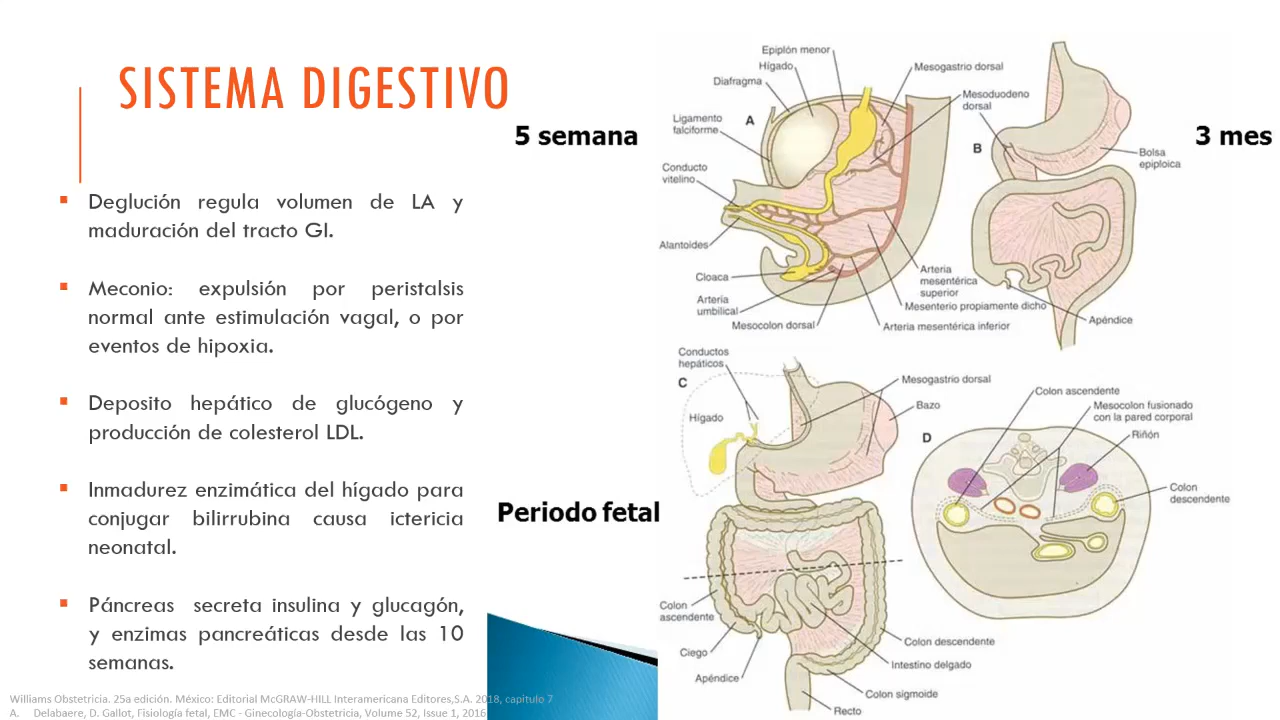 SISTEMA DIGESTIVO
Deglución regula volumen de LA y
maduración del tracto GI.
Meconio: expulsión por peristalsis
normal ante estimulación vagal, o por
eventos de hipoxia.
Deposito hepático de glucógeno y
producción de colesterol LDL.
Inmadurez enzimática del hígado para
conjugar bilirrubina causa ictericia
neonatal.
Páncreas secreta insulina y glucagón,
y enzimas pancreáticas desde las 10
semanas.
5 semana
Epiplón menor
Hígado
Diafragma
A
Ligamento
falciforme
Conducto
vitelino
Alantoides
Cloaca
Arteria
umbilical
Mesocolon dorsal
Mesogastrio dorsal
Mesoduodeno
dorsal
Arteria
mesentérica
superior
Mesenterio propiamente dicho
Arteria mesentérica inferior
3 mes
B
Bolsa
epiploica
Apéndice
Periodo fetal
Conductos
hepáticos
C
Hígado
Mesogastrio dorsal
Bazo
Colon
ascendente
Ciego
Apéndice
Colon descendente
Intestino delgado
Colon sigmoide
Recto
D
Colon ascendente
Mesocolon fusionado
con la pared corporal
Riñón
Colon
descendente
Williams Obstetricia. 25a edición. México: Editorial McGRAW-HILL Interamericana Editores,S.A. 2018, capitulo 7
A. Delabaere, D. Gallot, Fisiología fetal, EMC - Ginecología-Obstetricia, Volume 52, Issue 1, 2016